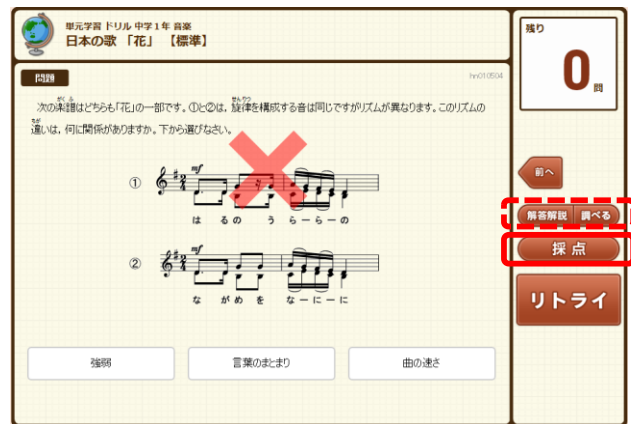 単元学習 ドリル 中学1年 音楽
日本の歌「花」【標準】
残り
0問
問題
hn010504
次の楽譜はどちらも「花」の一部です。①と②は，旋律を構成する音は同じですがリズムが異なります。このリズムの
違いは，何に関係がありますか。下から選びなさい。
① mf
は る の う ら － ら － の
② mf
な が め を な － に － に
強弱
言葉のまとまり
曲の速さ
前へ
解答解説 調べる
採点
リトライ